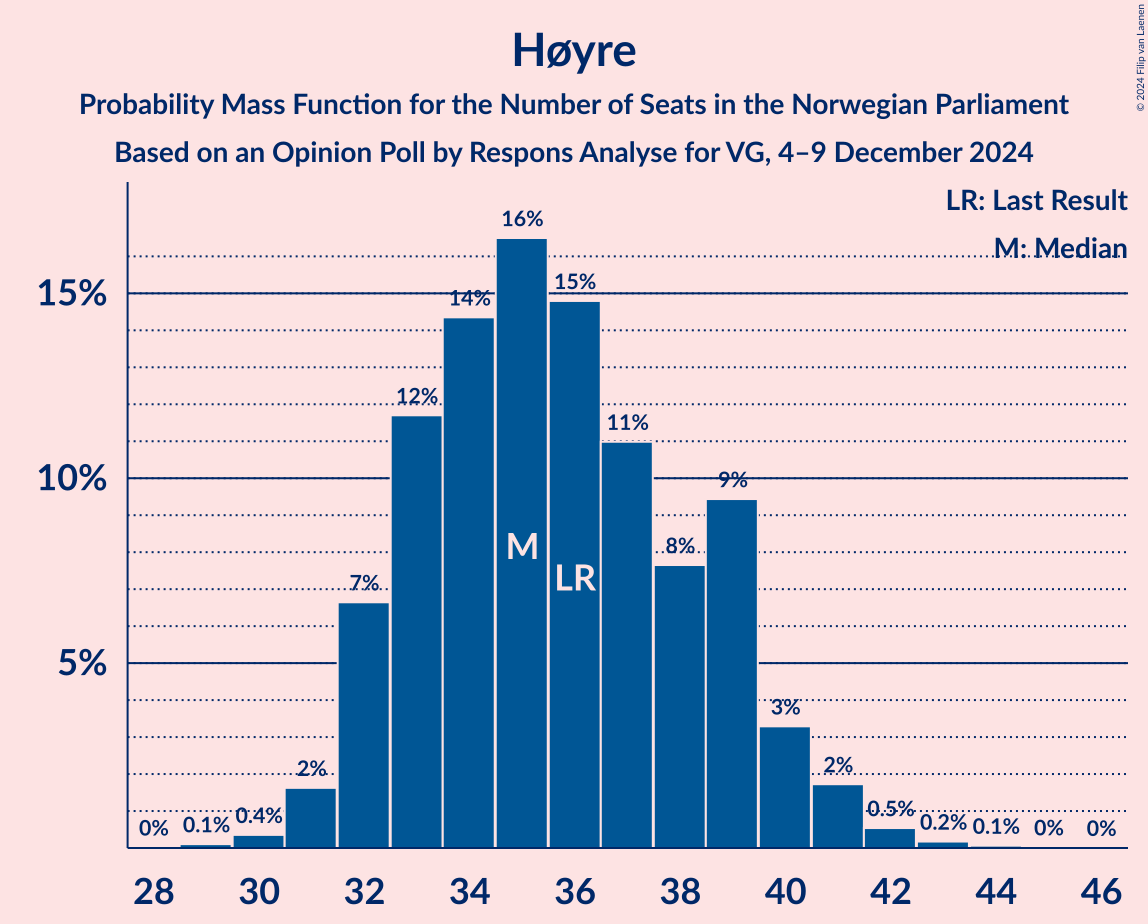 Høyre
Probability Mass Function for the Number of Seats in the Norwegian Parliament
Based on an Opinion Poll by Respons Analyse for VG, 4–9 December 2024
© 2024 Filip van Laenen
LR: Last Result
M: Median
15%
10%
5%
0%
0.1%
0.4%
2%
7%
12%
14%
16%
15%
11%
8%
9%
3%
2%
0.5%
0.2%
0.1%
0%
0%
M
LR
28 30 32 34 36 38 40 42 44 46